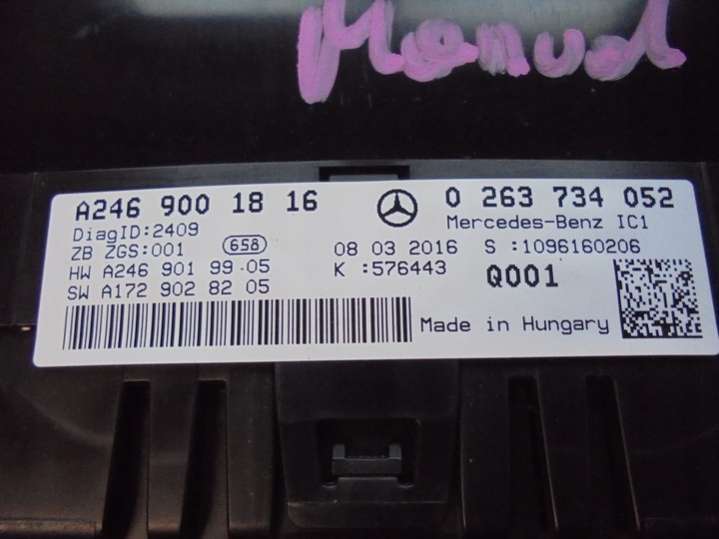 Manual
A246 900 18 16
0 263 734 052
DiagID:2409
Mercedes-Benz IC1
ZB ZGS:001
658
08 03 2016
S :1096160206
HW A246 901 99.05
K :576443
Q001
SW A172 902 82 05
Made in Hungary